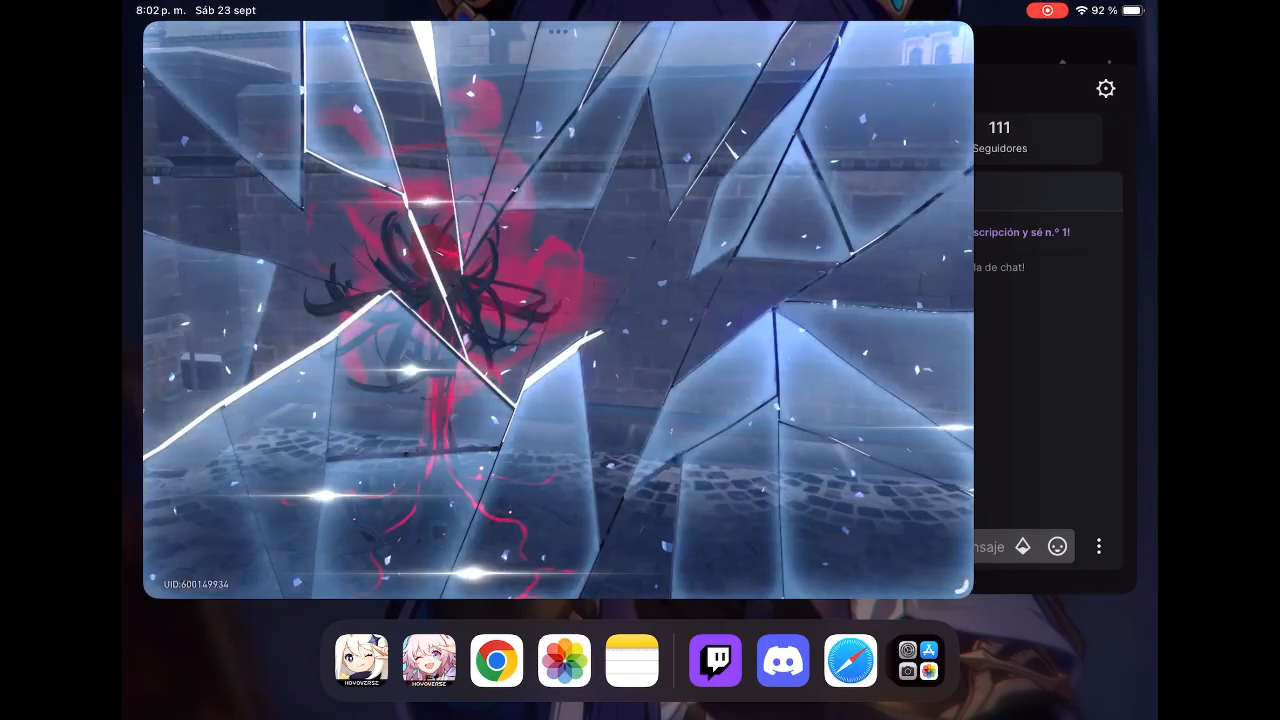 8:02 p. m. Sáb 23 sept
92 %
111
Seguidores
scripción y sé n.º 1!
la de chat!
nsaje
UID:600149934
HOYOVERSE
HOYOVERSE